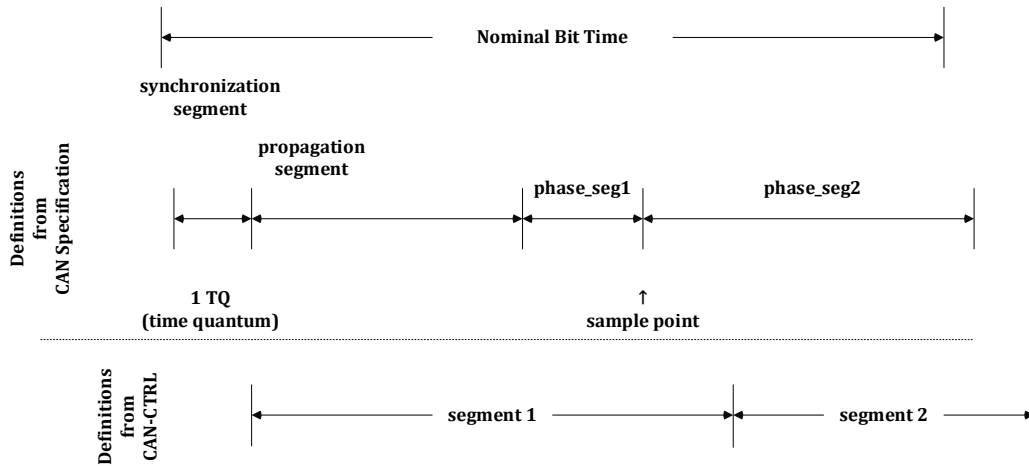 Nominal Bit Time
synchronization
segment
propagation
segment
phase_seg1
phase_seg2
Definitions
from
CAN Specification
1 TQ
(time quantum)
↑
sample point
Definitions
from
CAN-CTRL
segment 1
segment 2